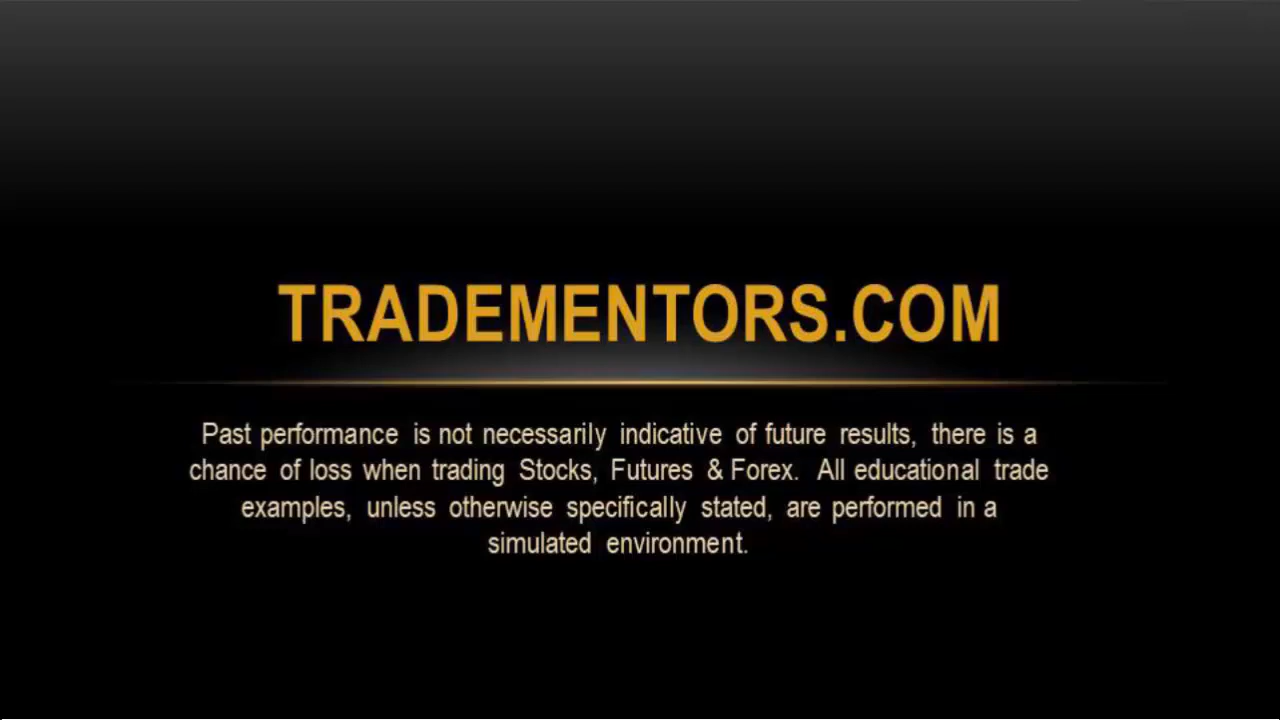 TRADEMENTORS.COM
Past performance is not necessarily indicative of future results, there is a
chance of loss when trading Stocks, Futures & Forex. All educational trade
examples, unless otherwise specifically stated, are performed in a
simulated environment.